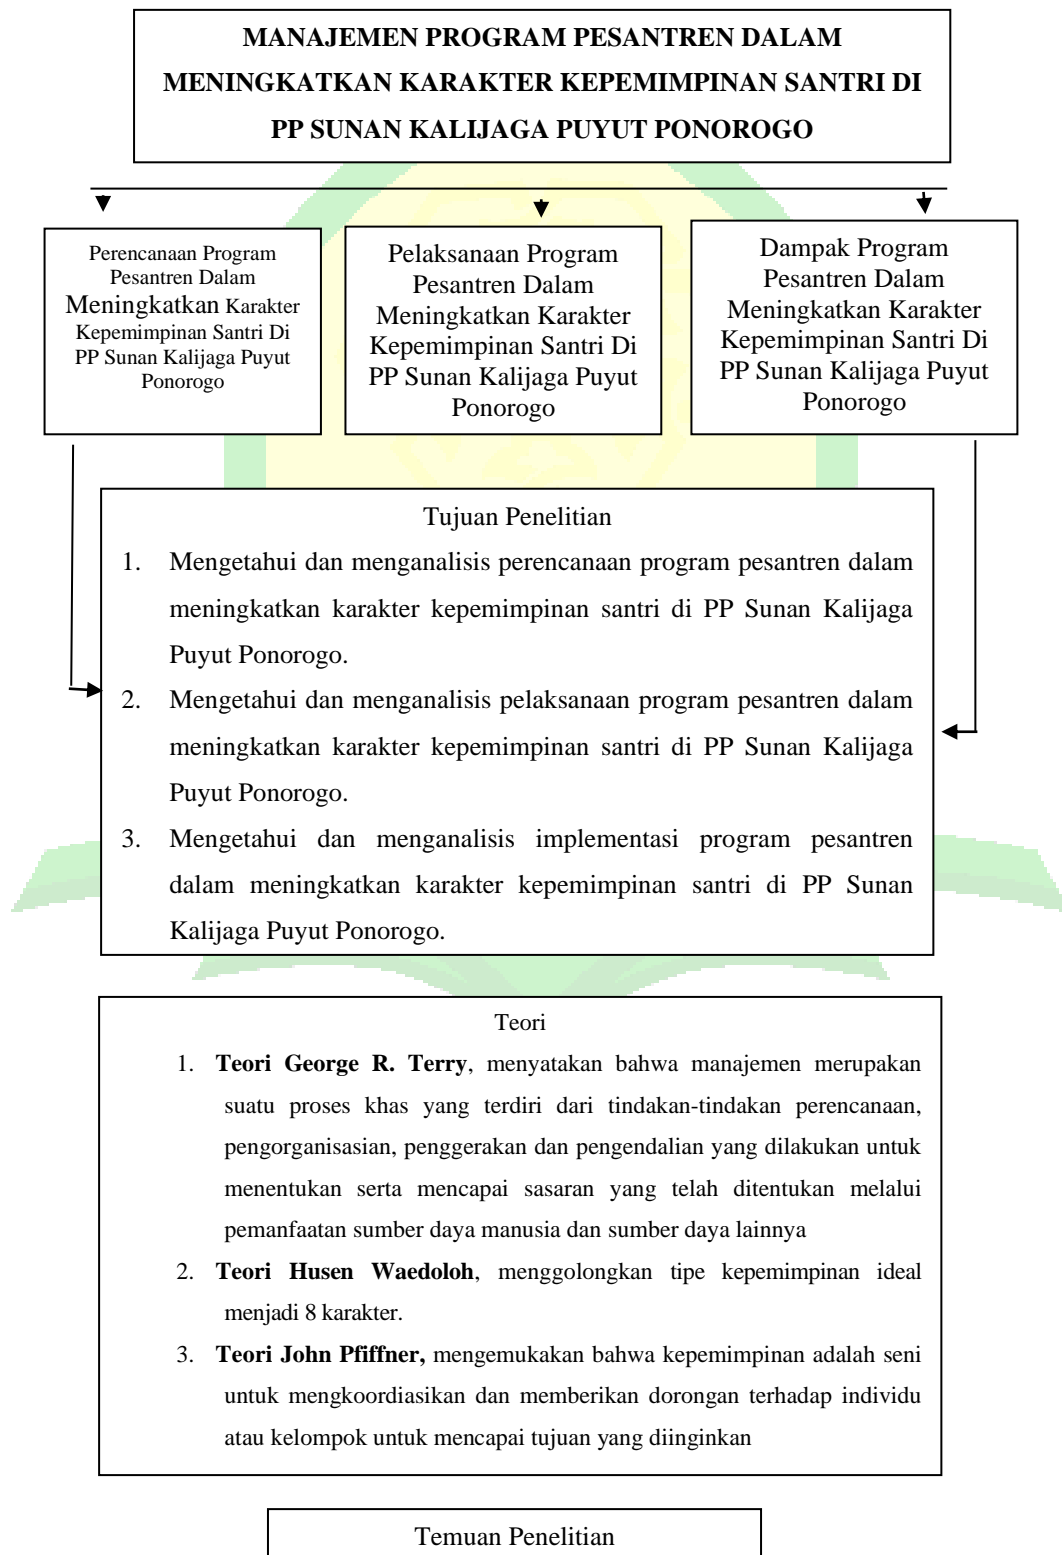 MANAJEMEN PROGRAM PESANTREN DALAM
MENINGKATKAN KARAKTER KEPEMIMPINAN SANTRI DI
PP SUNAN KALIJAGA PUYUT PONOROGO
Perencanaan Program
Pesantren Dalam
Meningkatkan Karakter
Kepemimpinan Santri Di
PP Sunan Kalijaga Puyut
Ponorogo
Pelaksanaan Program
Pesantren Dalam
Meningkatkan Karakter
Kepemimpinan Santri Di
PP Sunan Kalijaga Puyut
Ponorogo
Dampak Program
Pesantren Dalam
Meningkatkan Karakter
Kepemimpinan Santri Di
PP Sunan Kalijaga Puyut
Ponorogo
Tujuan Penelitian
1. Mengetahui dan menganalisis perencanaan program pesantren dalam
meningkatkan karakter kepemimpinan santri di PP Sunan Kalijaga
Puyut Ponorogo.
2. Mengetahui dan menganalisis pelaksanaan program pesantren dalam
meningkatkan karakter kepemimpinan santri di PP Sunan Kalijaga
Puyut Ponorogo.
3. Mengetahui dan menganalisis implementasi program pesantren
dalam meningkatkan karakter kepemimpinan santri di PP Sunan
Kalijaga Puyut Ponorogo.
Teori
1. Teori George R. Terry, menyatakan bahwa manajemen merupakan
suatu proses khas yang terdiri dari tindakan-tindakan perencanaan,
pengorganisasian, penggerakan dan pengendalian yang dilakukan untuk
menentukan serta mencapai sasaran yang telah ditentukan melalui
pemanfaatan sumber daya manusia dan sumber daya lainnya
2. Teori Husen Waedoloh, menggolongkan tipe kepemimpinan ideal
menjadi 8 karakter.
3. Teori John Pfiffner, mengemukakan bahwa kepemimpinan adalah seni
untuk mengkoordiasikan dan memberikan dorongan terhadap individu
atau kelompok untuk mencapai tujuan yang diinginkan
Temuan Penelitian